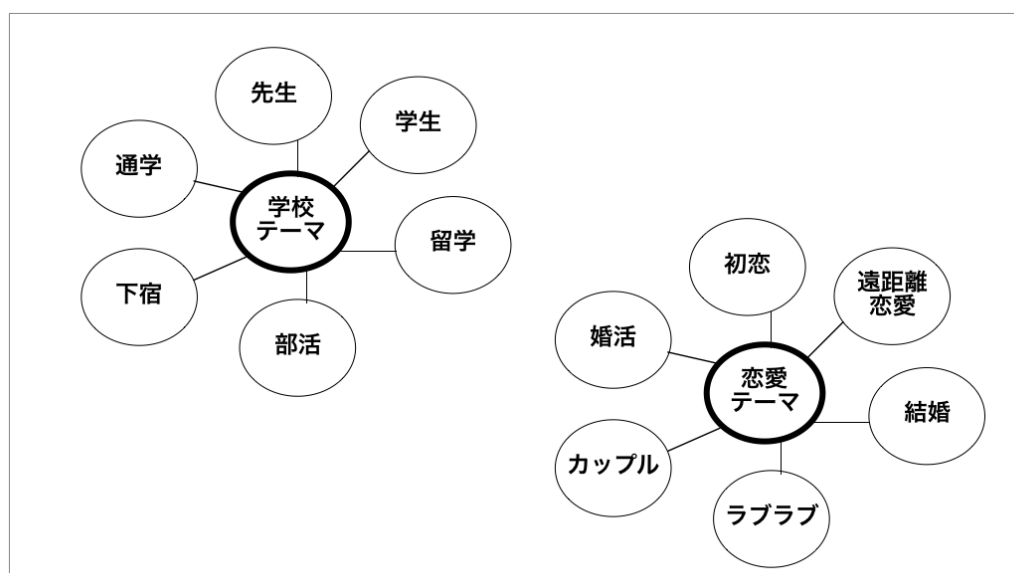 先生
学生
通学
学校
テーマ
留学
下宿
部活
初恋
遠距離
恋愛
婚活
恋愛
テーマ
結婚
カップル
ラブラブ